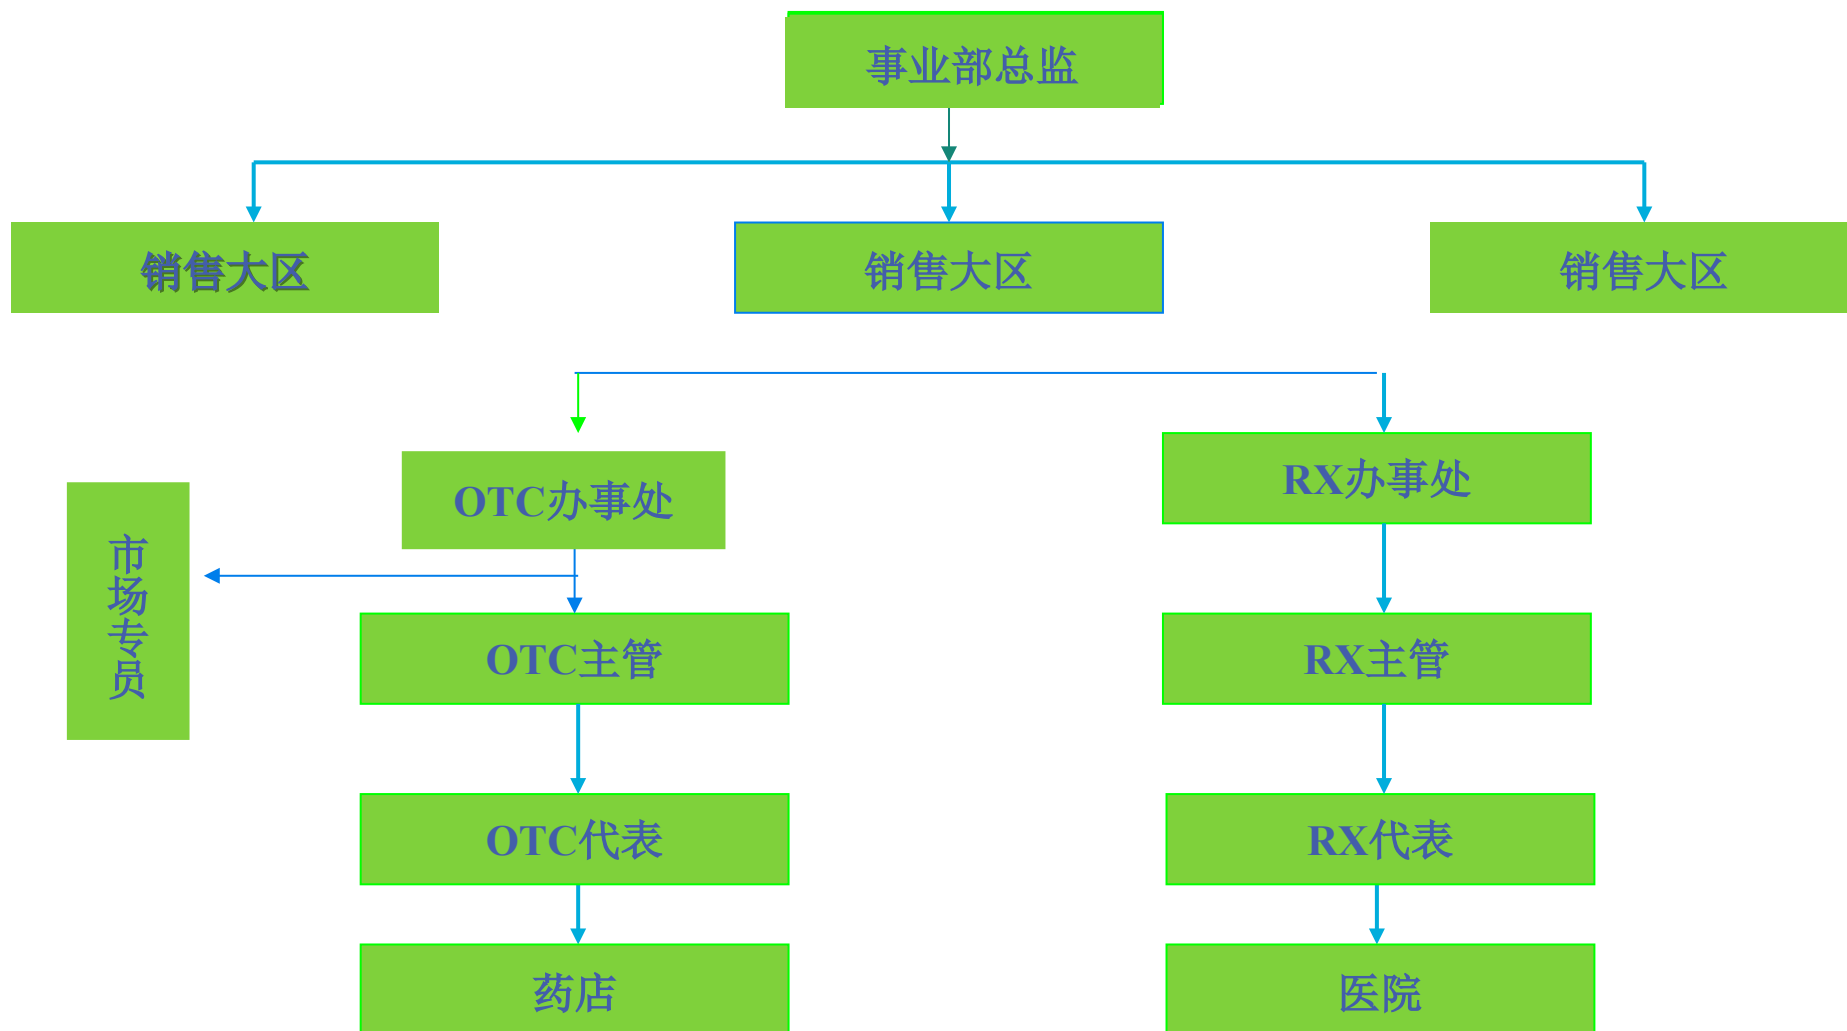 事业部总监
销售大区
销售大区
销售大区
OTC办事处
RX办事处
市场专员
OTC主管
RX主管
OTC代表
RX代表
药店
医院